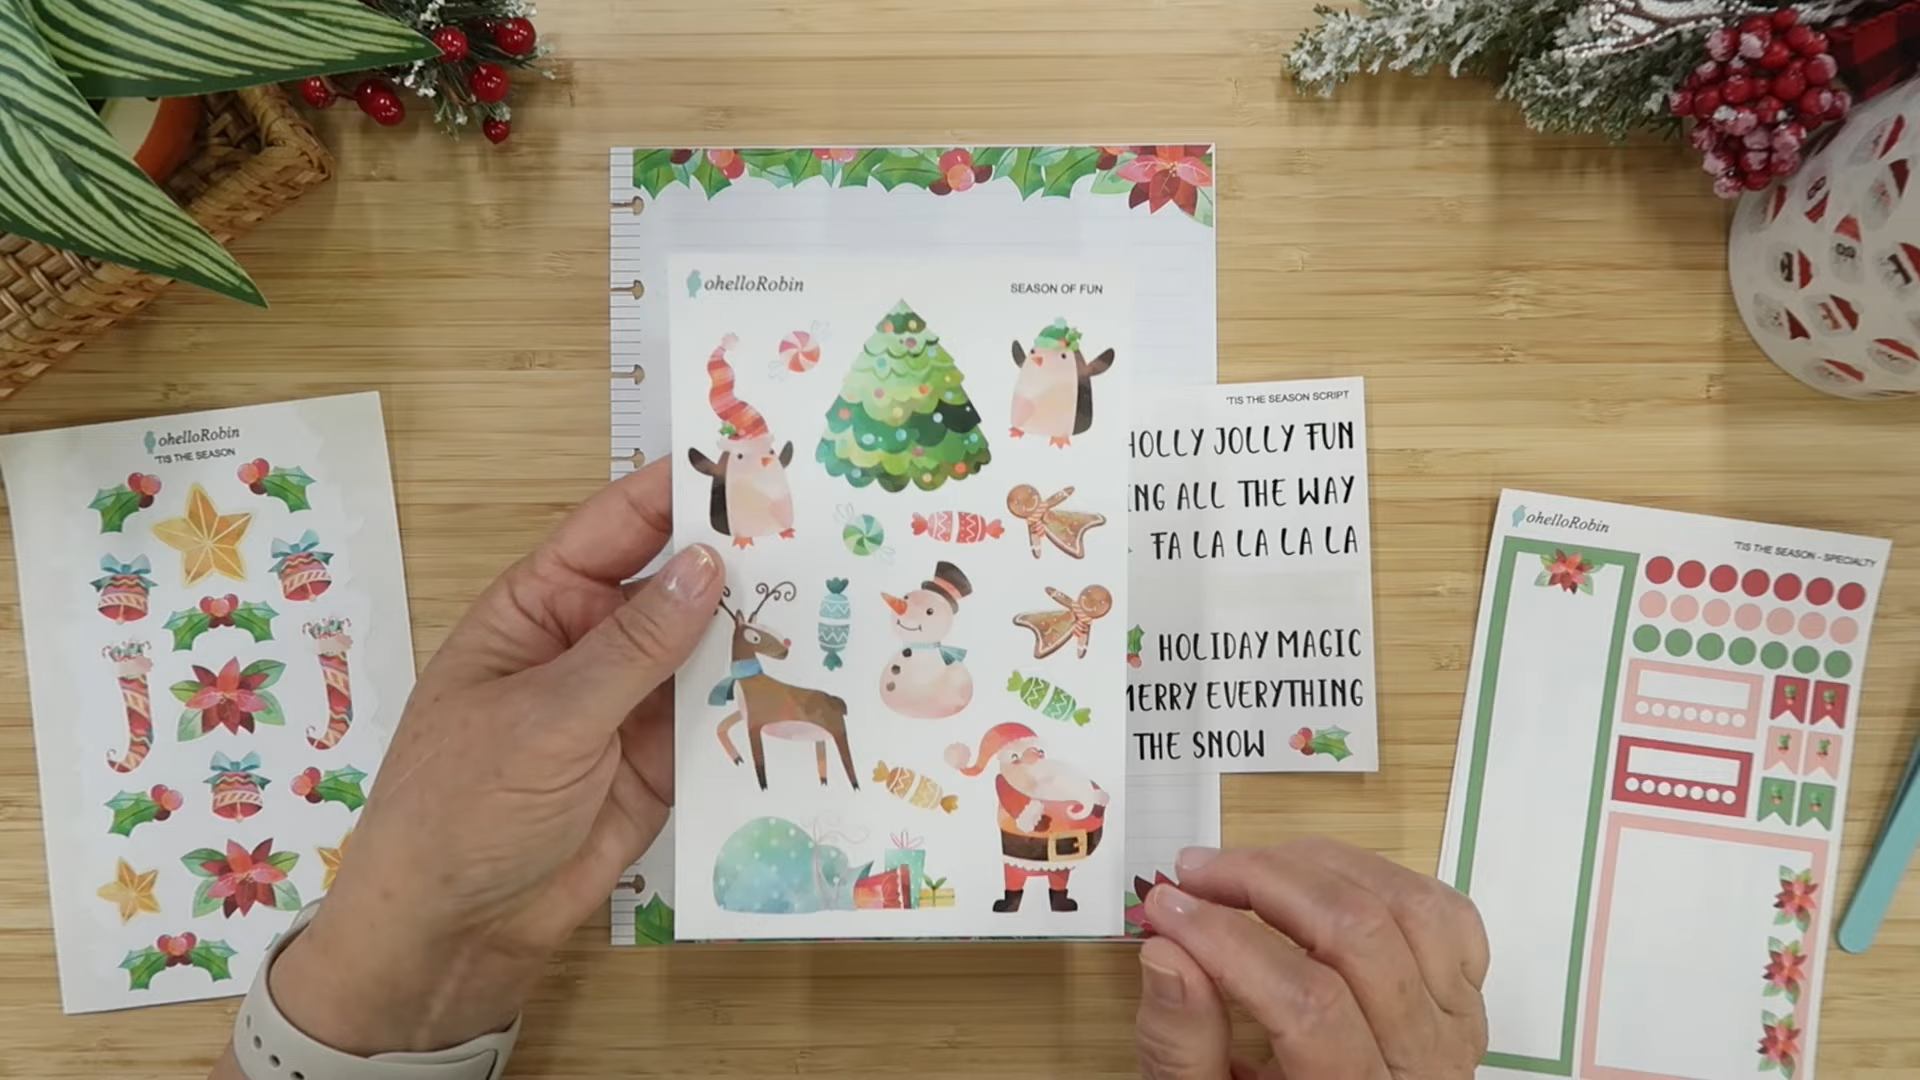 ohelloRobin
SEASON OF FUN
ohelloRobin
'TIS THE SEASON
'TIS THE SEASON SCRIPT
HOLLY JOLLY FUN
ALL THE WAY
FA LA LA LA LA
HOLIDAY MAGIC
MERRY EVERYTHING
THE SNOW
ohelloRobin
'TIS THE SEASON - SPECIALTY